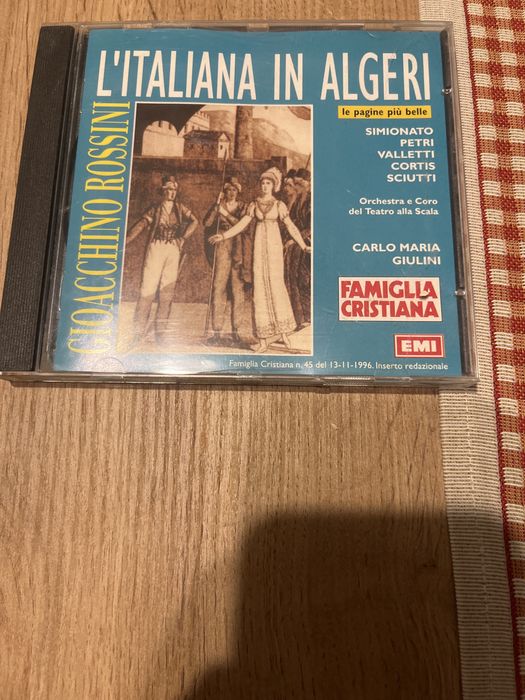 L'ITALIANA IN ALGERI
le pagine più belle
GIOACCHINO ROSSINI
SIMIONATO
PETRI
VALLETTI
CORTIS
SCIUTTI
Orchestra e Coro
del Teatro alla Scala
CARLO MARIA
GIULINI
FAMIGLIA
CRISTIANA
EMI
Famiglia Cristiana n. 45 del 13-11-1996. Inserto redazionale